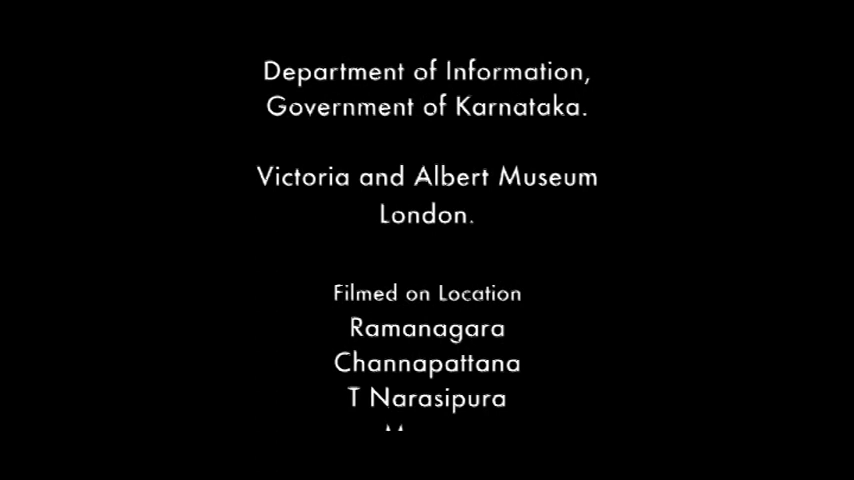 Department of Information,
Government of Karnataka.
Victoria and Albert Museum
London.
Filmed on Location
Ramanagara
Channapattana
T Narasipura